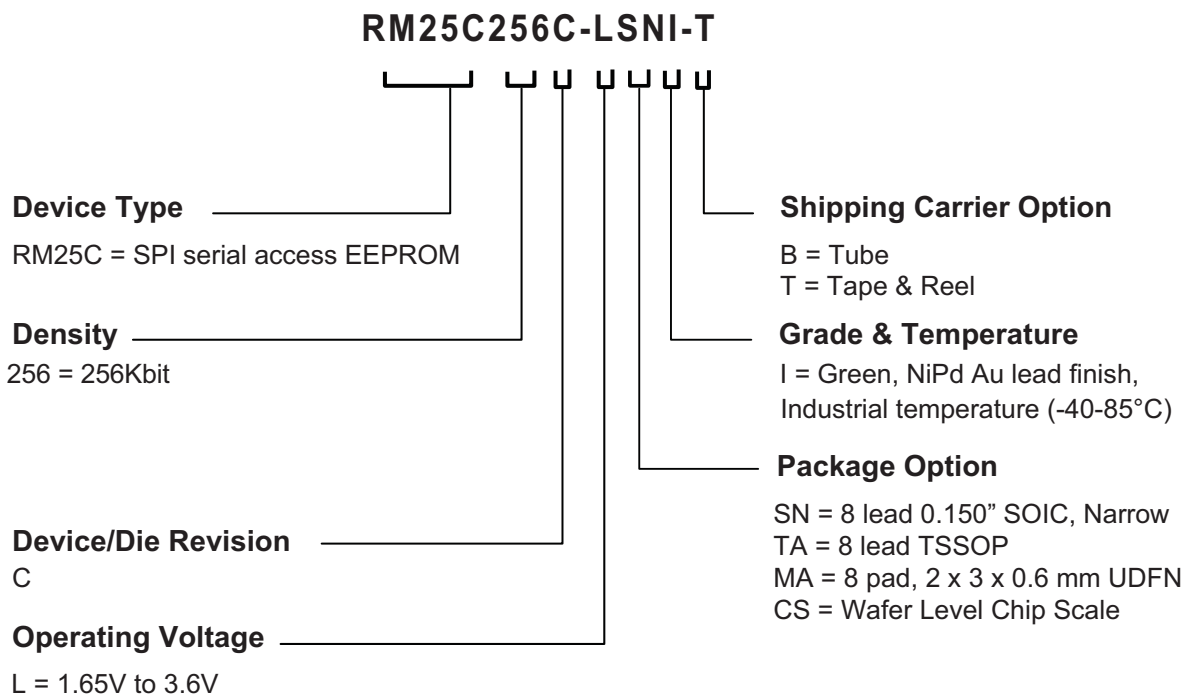 RM25C256C-LSNI-T
Device Type
RM25C = SPI serial access EEPROM
Density
256 = 256Kbit
Device/Die Revision
C
Operating Voltage
L = 1.65V to 3.6V
Shipping Carrier Option
B = Tube
T = Tape & Reel
Grade & Temperature
I = Green, NiPd Au lead finish,
Industrial temperature (-40-85°C)
Package Option
SN = 8 lead 0.150” SOIC, Narrow
TA = 8 lead TSSOP
MA = 8 pad, 2 x 3 x 0.6 mm UDFN
CS = Wafer Level Chip Scale